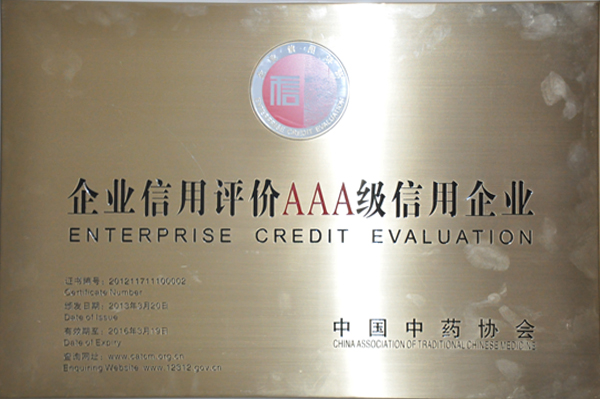 信
企业信用评价AAA级信用企业
ENTERPRISE CREDIT EVALUATION
证书编号：201211711100002
Certificate Number
颁发日期：2013年3月20日
Date of Issue
有效期至：2016年3月19日
Date of Expiry
查询网址：www.catcm.org.cn
Enquiring Website: www.12312.gov.cn
中国中药协会
CHINA ASSOCIATION OF TRADITIONAL CHINESE MEDICINE